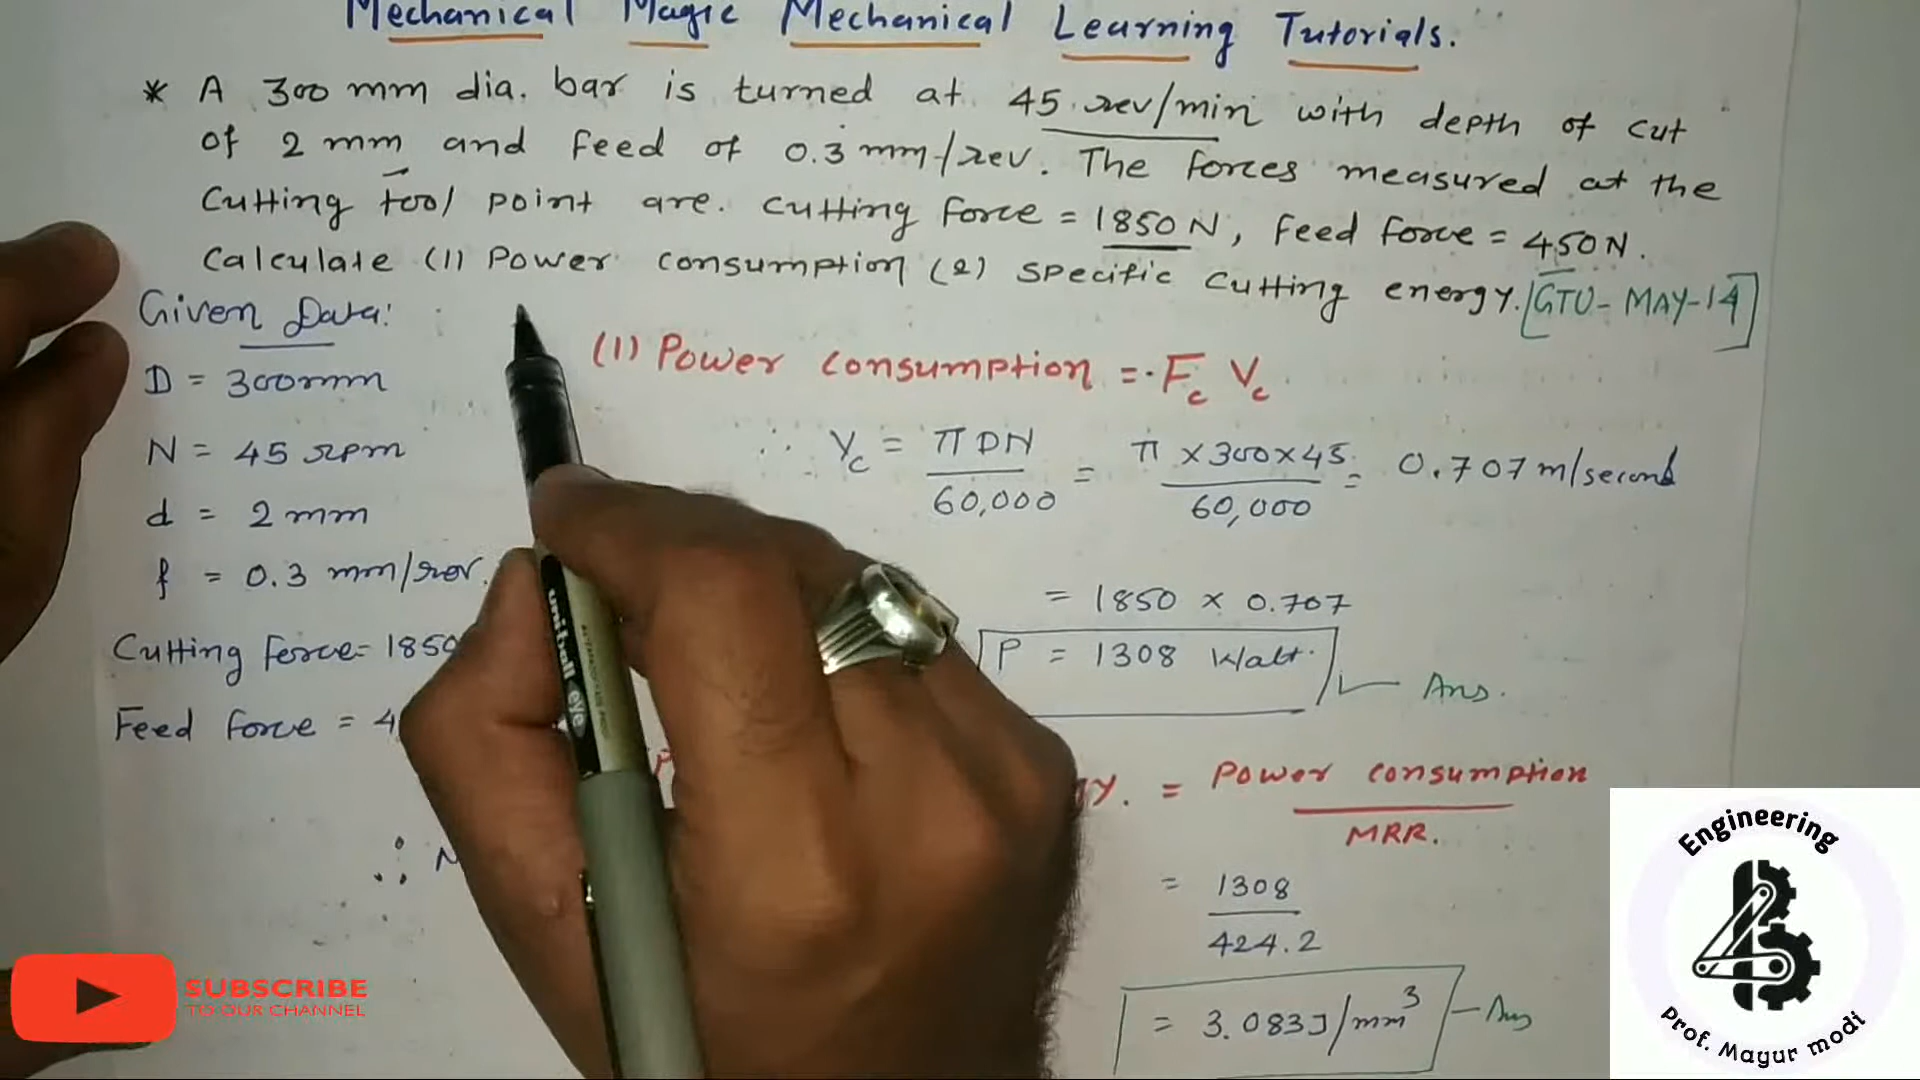 Mechanical Magic Mechanical Learning Tutorials.
* A 300 mm dia. bar is turned at 45 rev/min with depth of cut
of 2 mm and feed of 0.3 mm/rev. The forces measured at the
Cutting tool point are. Cutting force = 1850 N, Feed force = 450 N.
Calculate (1) Power consumption (2) Specific Cutting energy. [GTU- MAY-14]
Given Data:
D = 300mm
N = 45 rpm
d = 2 mm
f = 0.3 mm/rev.
Cutting force = 1850
Feed force = 4
(1) Power consumption = Fc Vc
∴ Vc = πDN / 60,000 = π × 300 × 45 / 60,000 = 0.707 m/second
= 1850 × 0.707
P = 1308 Watt. Ans.
gy. = Power consumption / MRR.
= 1308 / 424.2
= 3.083 J/mm³ - Ans
∴
uniball eye
SUBSCRIBE
TO OUR CHANNEL
Engineering
Prof. Mayur modi